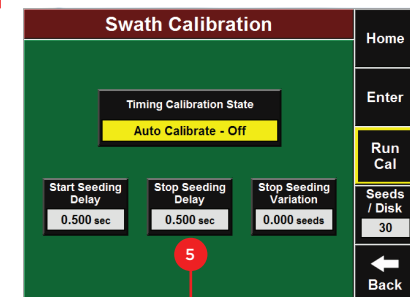 Swath Calibration
Home
Timing Calibration State
Auto Calibrate - Off
Enter
Run
Cal
Start Seeding
Delay
0.500 sec
Stop Seeding
Delay
0.500 sec
Stop Seeding
Variation
0.000 seeds
Seeds
/ Disk
30
5
Back